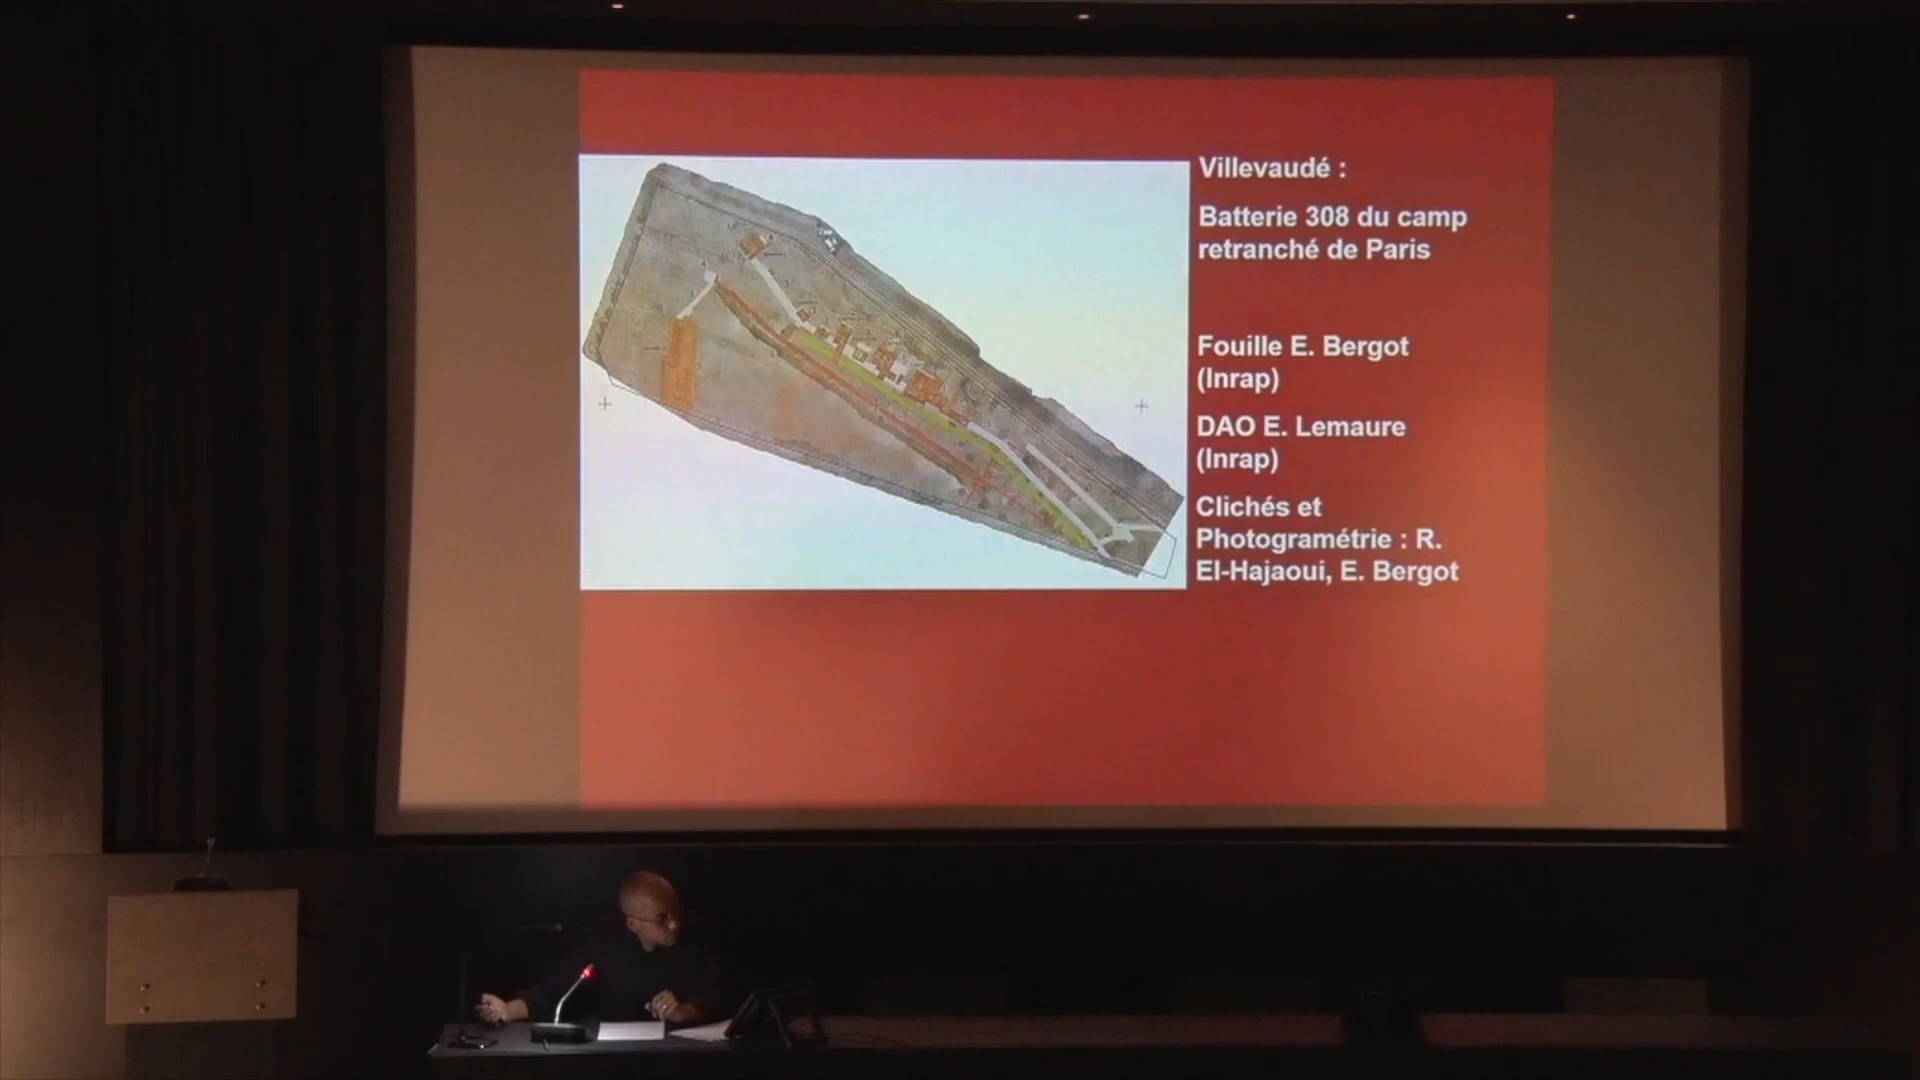 Villevaudé :
Batterie 308 du camp
retranché de Paris
Fouille E. Bergot
(Inrap)
DAO E. Lemaure
(Inrap)
Clichés et
Photogramétrie : R.
El-Hajaoui, E. Bergot